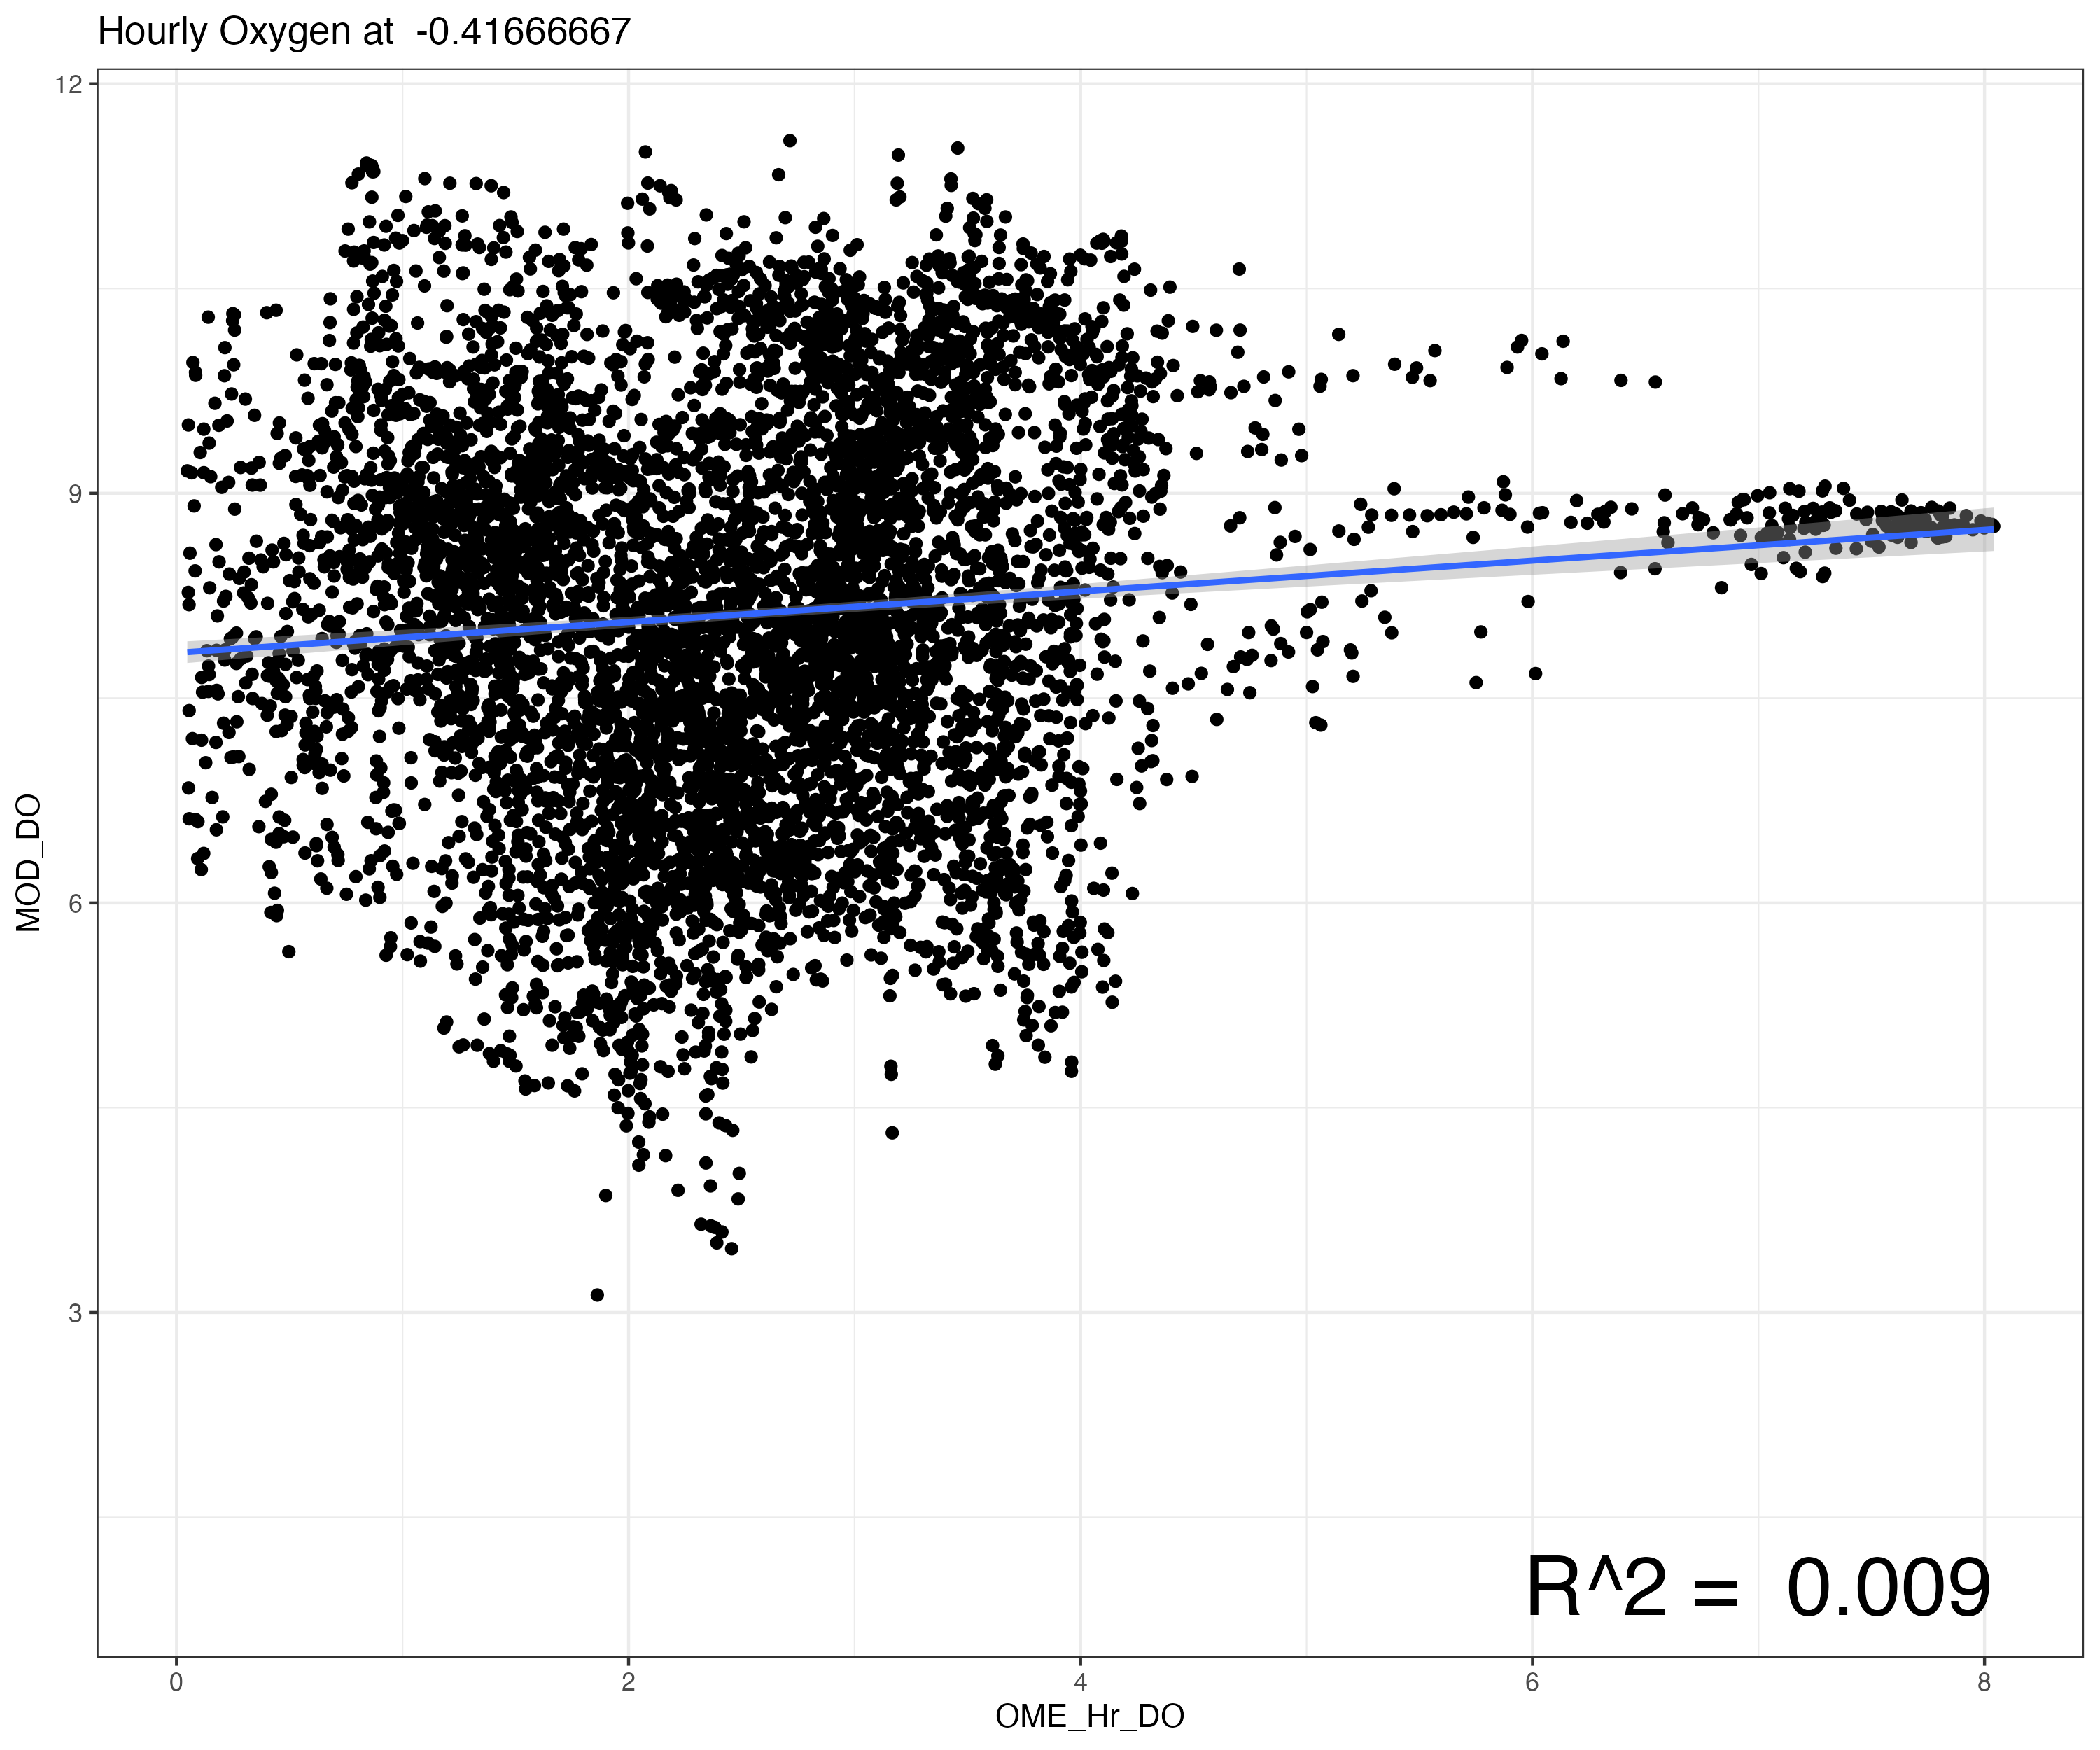 Hourly Oxygen at  -0.41666667
12
9
6
3
MOD_DO
R^2 =  0.009
0 2 4 6 8
OME_Hr_DO